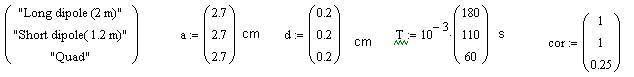 "Long dipole (2 m)" 2.7 0.2 180 1
"Short dipole( 1.2 m)" a := 2.7 cm d := 0.2 cm T := 10^-3 · 110 s cor := 1
"Quad" 2.7 0.2 60 0.25